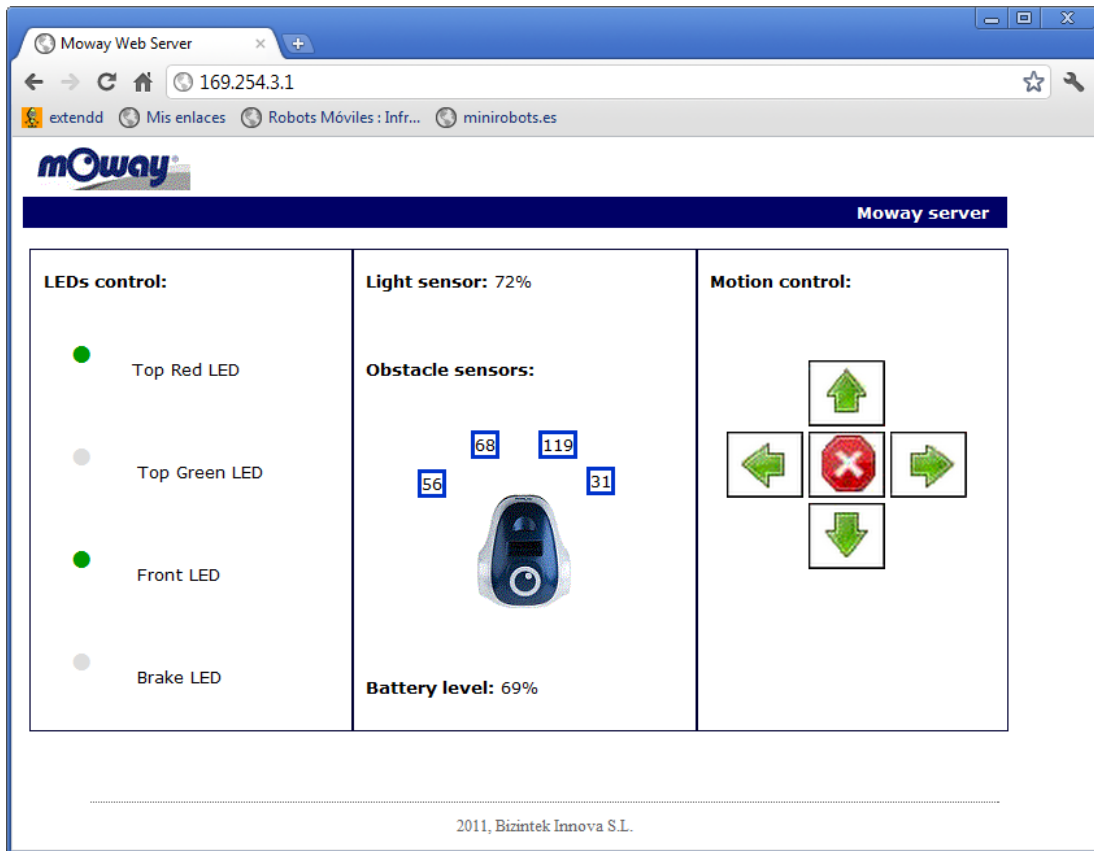 Moway Web Server
169.254.3.1
extendd Mis enlaces Robots Móviles : Infr... minirobots.es
mOway
Moway server
LEDs control:
Top Red LED
Top Green LED
Front LED
Brake LED
Light sensor: 72%
Obstacle sensors:
68 119
56 31
Battery level: 69%
Motion control:
2011, Bizintek Innova S.L.